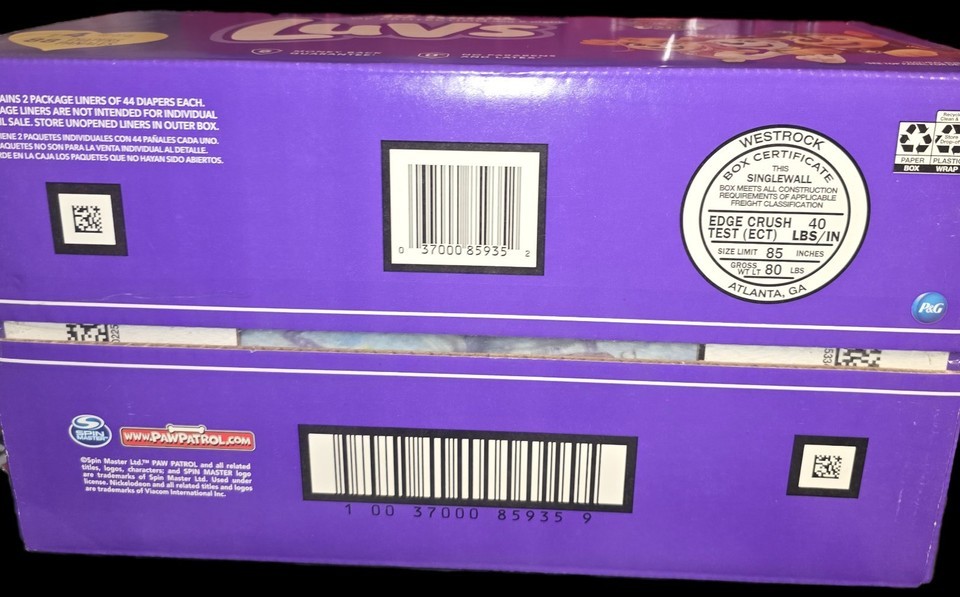 Luvs
AINS 2 PACKAGE LINERS OF 44 DIAPERS EACH.
AGE LINERS ARE NOT INTENDED FOR INDIVIDUAL
IL SALE. STORE UNOPENED LINERS IN OUTER BOX.
IENE 2 PAQUETES INDIVIDUALES CON 44 PAÑALES CADA UNO.
AQUETES NO SON PARA LA VENTA INDIVIDUAL AL DETALLE.
RDE EN LA CAJA LOS PAQUETES QUE NO HAYAN SIDO ABIERTOS.
0 37000 85935 2
WESTROCK
BOX CERTIFICATE
THIS
SINGLEWALL
BOX MEETS ALL CONSTRUCTION
REQUIREMENTS OF APPLICABLE
FREIGHT CLASSIFICATION
EDGE CRUSH 40
TEST (ECT) LBS/IN
SIZE LIMIT 85 INCHES
GROSS
WT LT 80 LBS
ATLANTA, GA
Store
Drop-off
PAPER
BOX
PLASTIC
WRAP
P&G
SPIN
MASTER
WWW.PAWPATROL.COM
©Spin Master Ltd.™ PAW PATROL and all related
titles, logos, characters; and SPIN MASTER logo
are trademarks of Spin Master Ltd. Used under
license. Nickelodeon and all related titles and logos
are trademarks of Viacom International Inc.
1 00 37000 85935 9